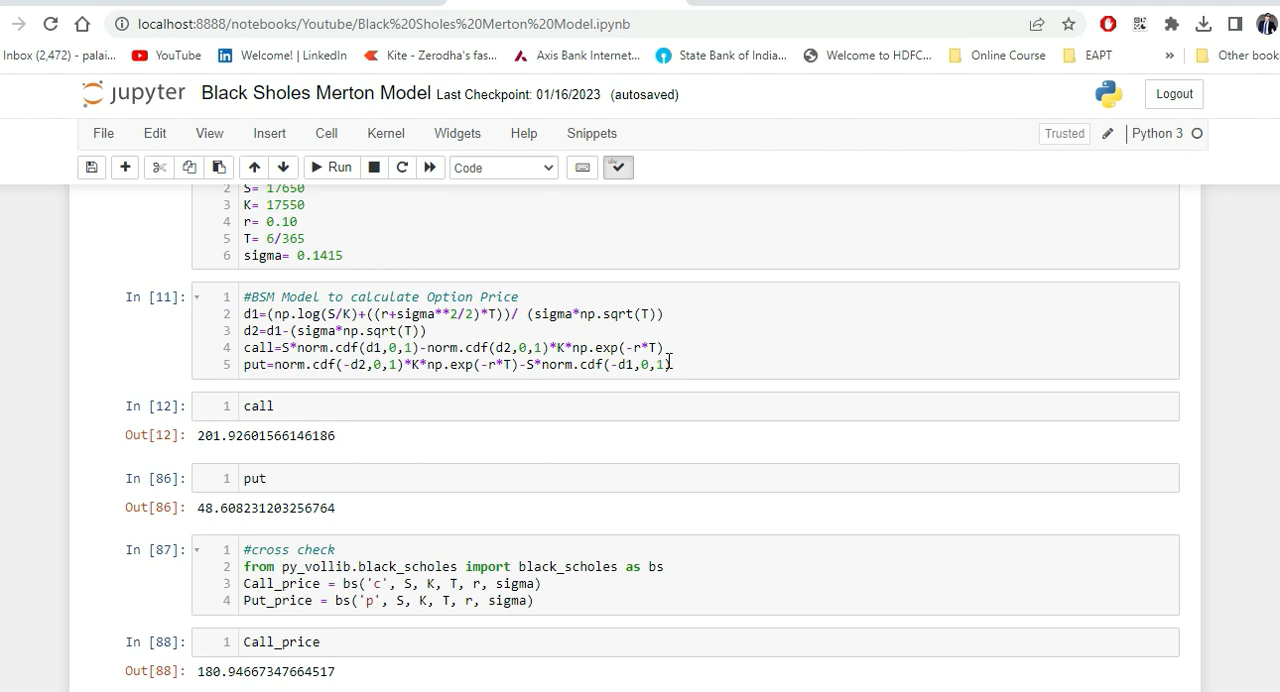 localhost:8888/notebooks/Youtube/Black%20Sholes%20Merton%20Model.ipynb
Inbox (2,472) - palai... YouTube Welcome! | LinkedIn Kite - Zerodha's fas... Axis Bank Internet... State Bank of India... Welcome to HDFC... Online Course EAPT » Other book
jupyter Black Sholes Merton Model Last Checkpoint: 01/16/2023 (autosaved) Logout
File Edit View Insert Cell Kernel Widgets Help Snippets Trusted Python 3
Run Code
2 S= 17650
3 K= 17550
4 r= 0.10
5 T= 6/365
6 sigma= 0.1415
In [11]: 1 #BSM Model to calculate Option Price
2 d1=(np.log(S/K)+((r+sigma**2/2)*T))/ (sigma*np.sqrt(T))
3 d2=d1-(sigma*np.sqrt(T))
4 call=S*norm.cdf(d1,0,1)-norm.cdf(d2,0,1)*K*np.exp(-r*T)
5 put=norm.cdf(-d2,0,1)*K*np.exp(-r*T)-S*norm.cdf(-d1,0,1)
In [12]: 1 call
Out[12]: 201.92601566146186
In [86]: 1 put
Out[86]: 48.608231203256764
In [87]: 1 #cross check
2 from py_vollib.black_scholes import black_scholes as bs
3 Call_price = bs('c', S, K, T, r, sigma)
4 Put_price = bs('p', S, K, T, r, sigma)
In [88]: 1 Call_price
Out[88]: 180.94667347664517